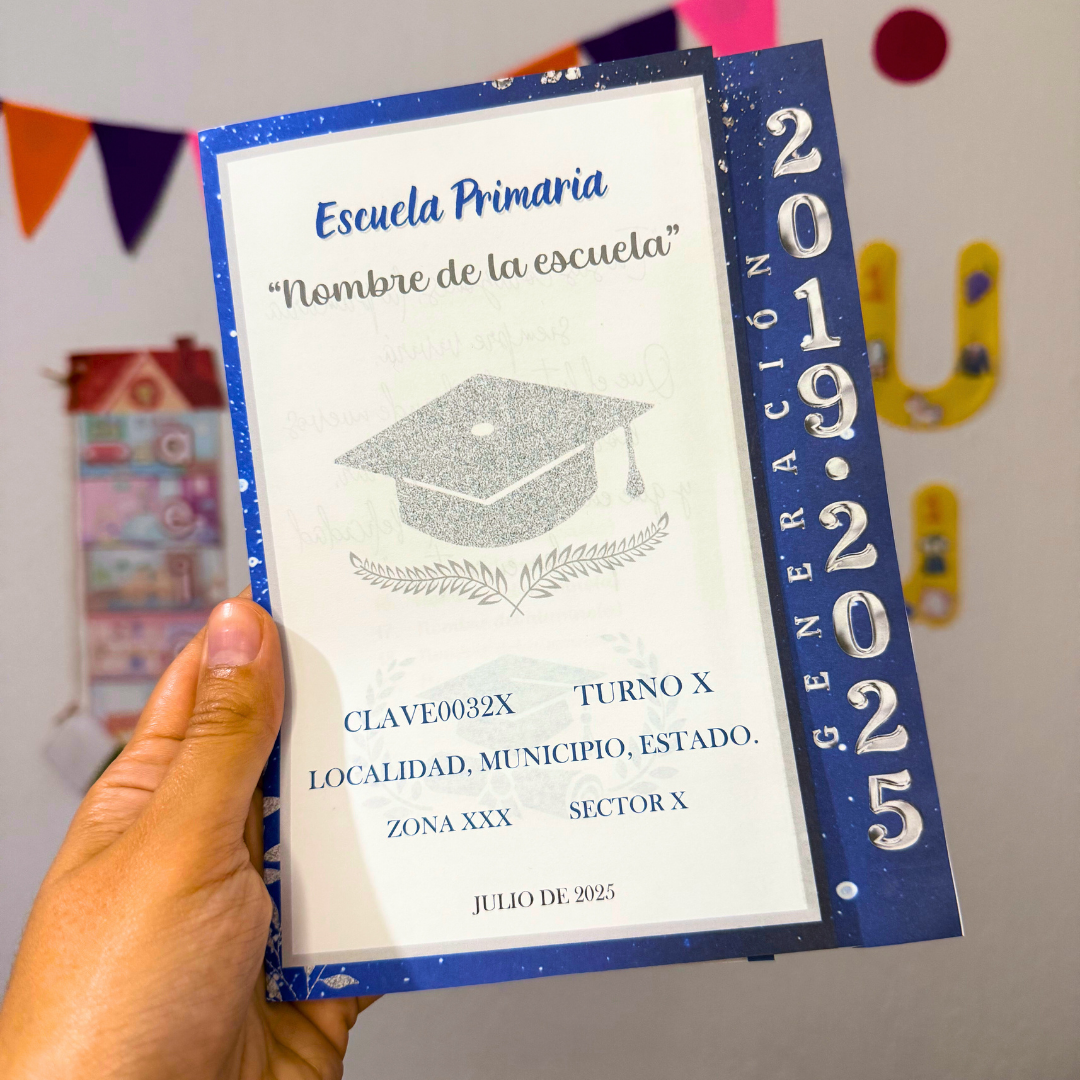 Escuela Primaria
“Nombre de la escuela”
CLAVE0032X TURNO X
LOCALIDAD, MUNICIPIO, ESTADO.
ZONA XXX SECTOR X
JULIO DE 2025
GENERACIÓN
2019·2025
U